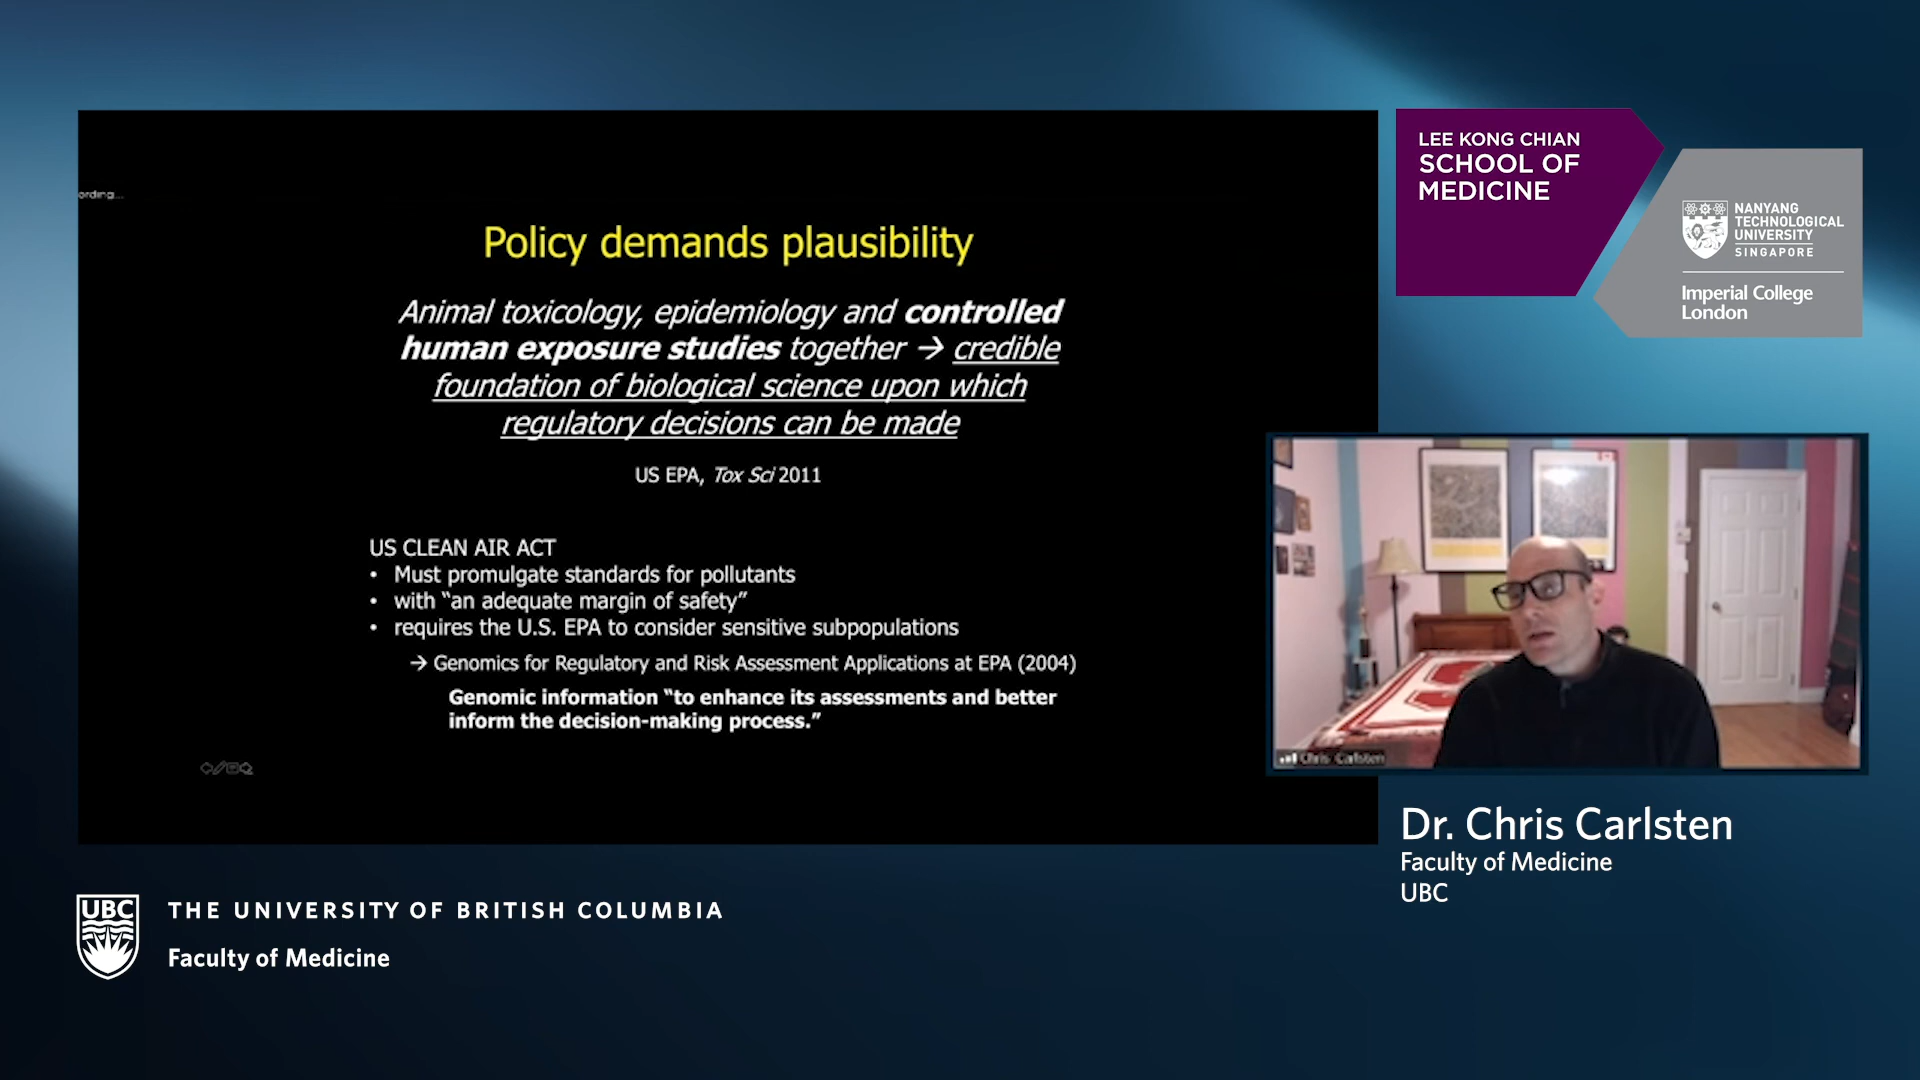 ording...
Policy demands plausibility
Animal toxicology, epidemiology and controlled
human exposure studies together → credible
foundation of biological science upon which
regulatory decisions can be made
US EPA, Tox Sci 2011
US CLEAN AIR ACT
• Must promulgate standards for pollutants
• with “an adequate margin of safety”
• requires the U.S. EPA to consider sensitive subpopulations
→ Genomics for Regulatory and Risk Assessment Applications at EPA (2004)
Genomic information “to enhance its assessments and better
inform the decision-making process.”
LEE KONG CHIAN
SCHOOL OF
MEDICINE
NANYANG
TECHNOLOGICAL
UNIVERSITY
SINGAPORE
Imperial College
London
Chris Carlsten
Dr. Chris Carlsten
Faculty of Medicine
UBC
UBC
THE UNIVERSITY OF BRITISH COLUMBIA
Faculty of Medicine